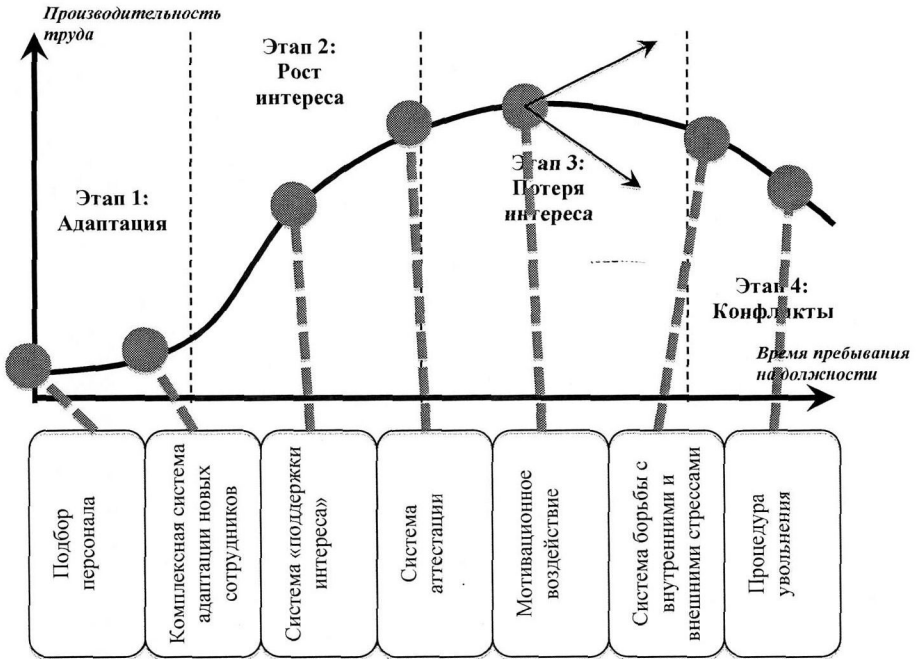 Производительность
труда
Этап 1:
Адаптация
Этап 2:
Рост
интереса
Этап 3:
Потеря
интереса
Этап 4:
Конфликты
Время пребывания
на должности
Подбор
персонала
Комплексная система
адаптации новых
сотрудников
Система «поддержки
интереса»
Система
аттестации
Мотивационное
воздействие
Система борьбы с
внутренними и
внешними стрессами
Процедура
увольнения